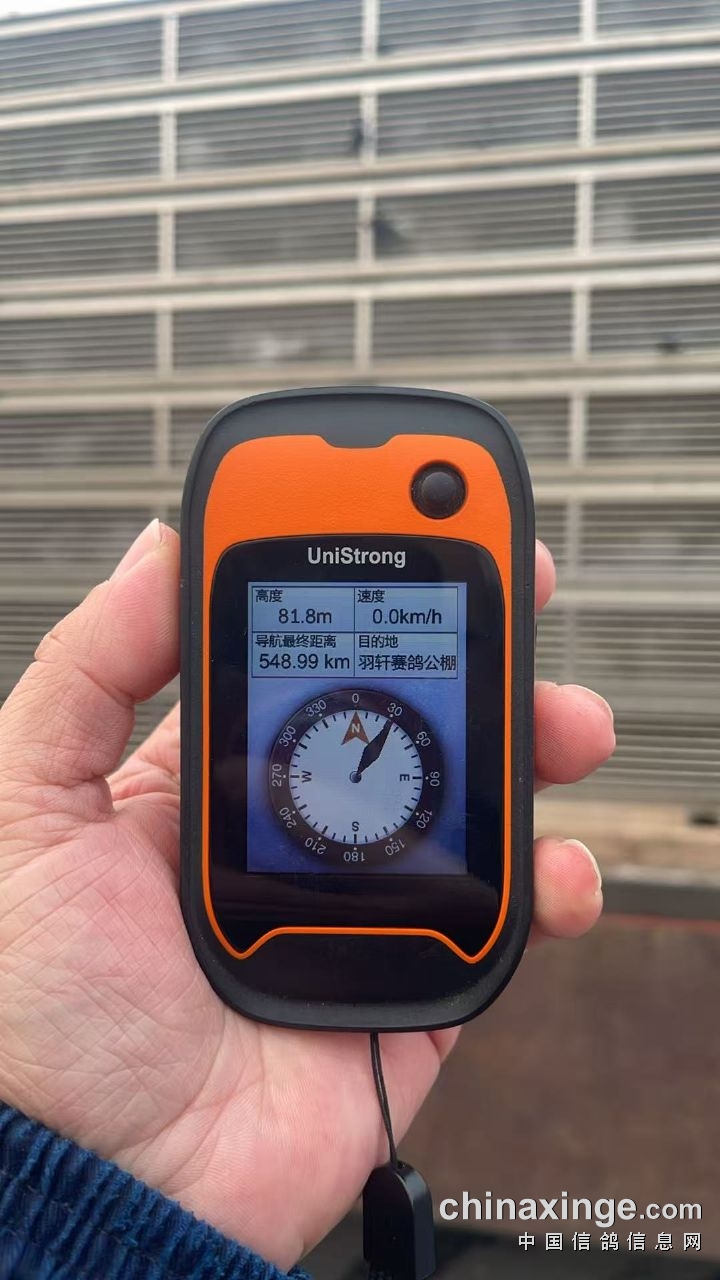 UniStrong
高度 速度
81.8m 0.0km/h
导航最终距离 目的地
548.99 km 羽轩赛鸽公棚
0
330 30
300 60
270 W N E 90
240 120
210 S 150
180
chinaxinge.com
中国信鸽信息网